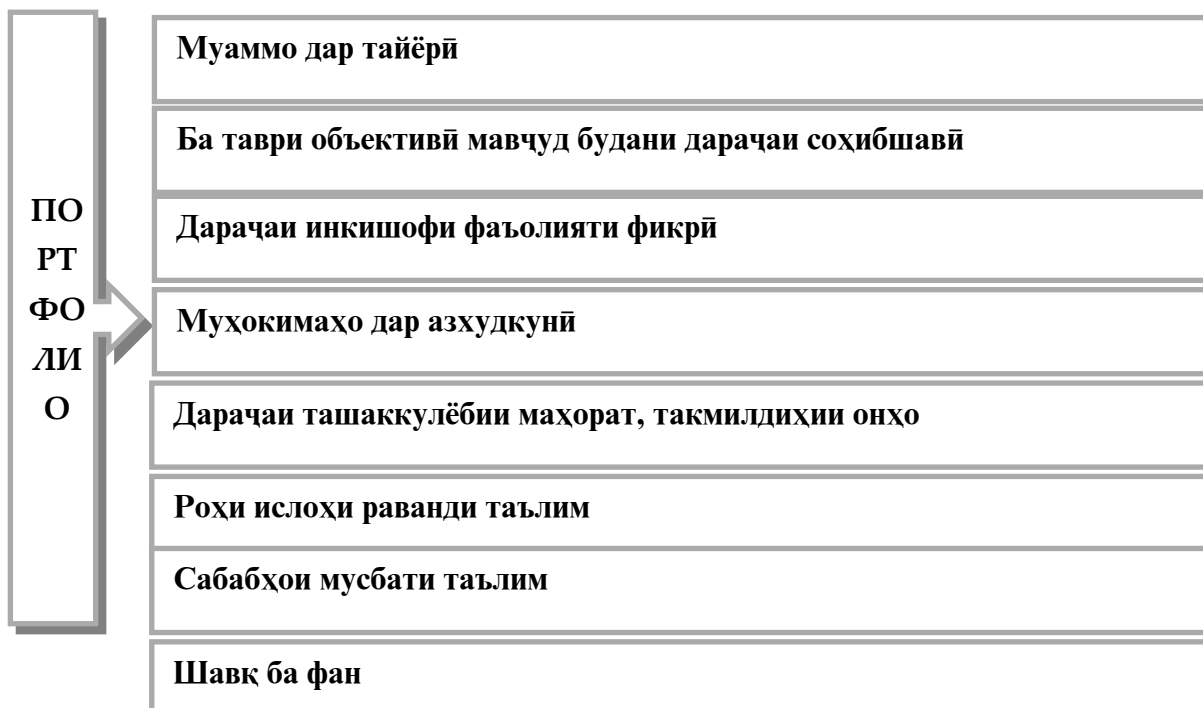 ПО
РТ
ФО
ЛИ
О
Муаммо дар тайёрӣ
Ба таври объективӣ мавҷуд будани дараҷаи соҳибшавӣ
Дараҷаи инкишофи фаъолияти фикрӣ
Муҳокимаҳо дар азхудкунӣ
Дараҷаи ташаккулёбии маҳорат, такмилдиҳии онҳо
Роҳи ислоҳи раванди таълим
Сабабҳои мусбати таълим
Шавқ ба фан